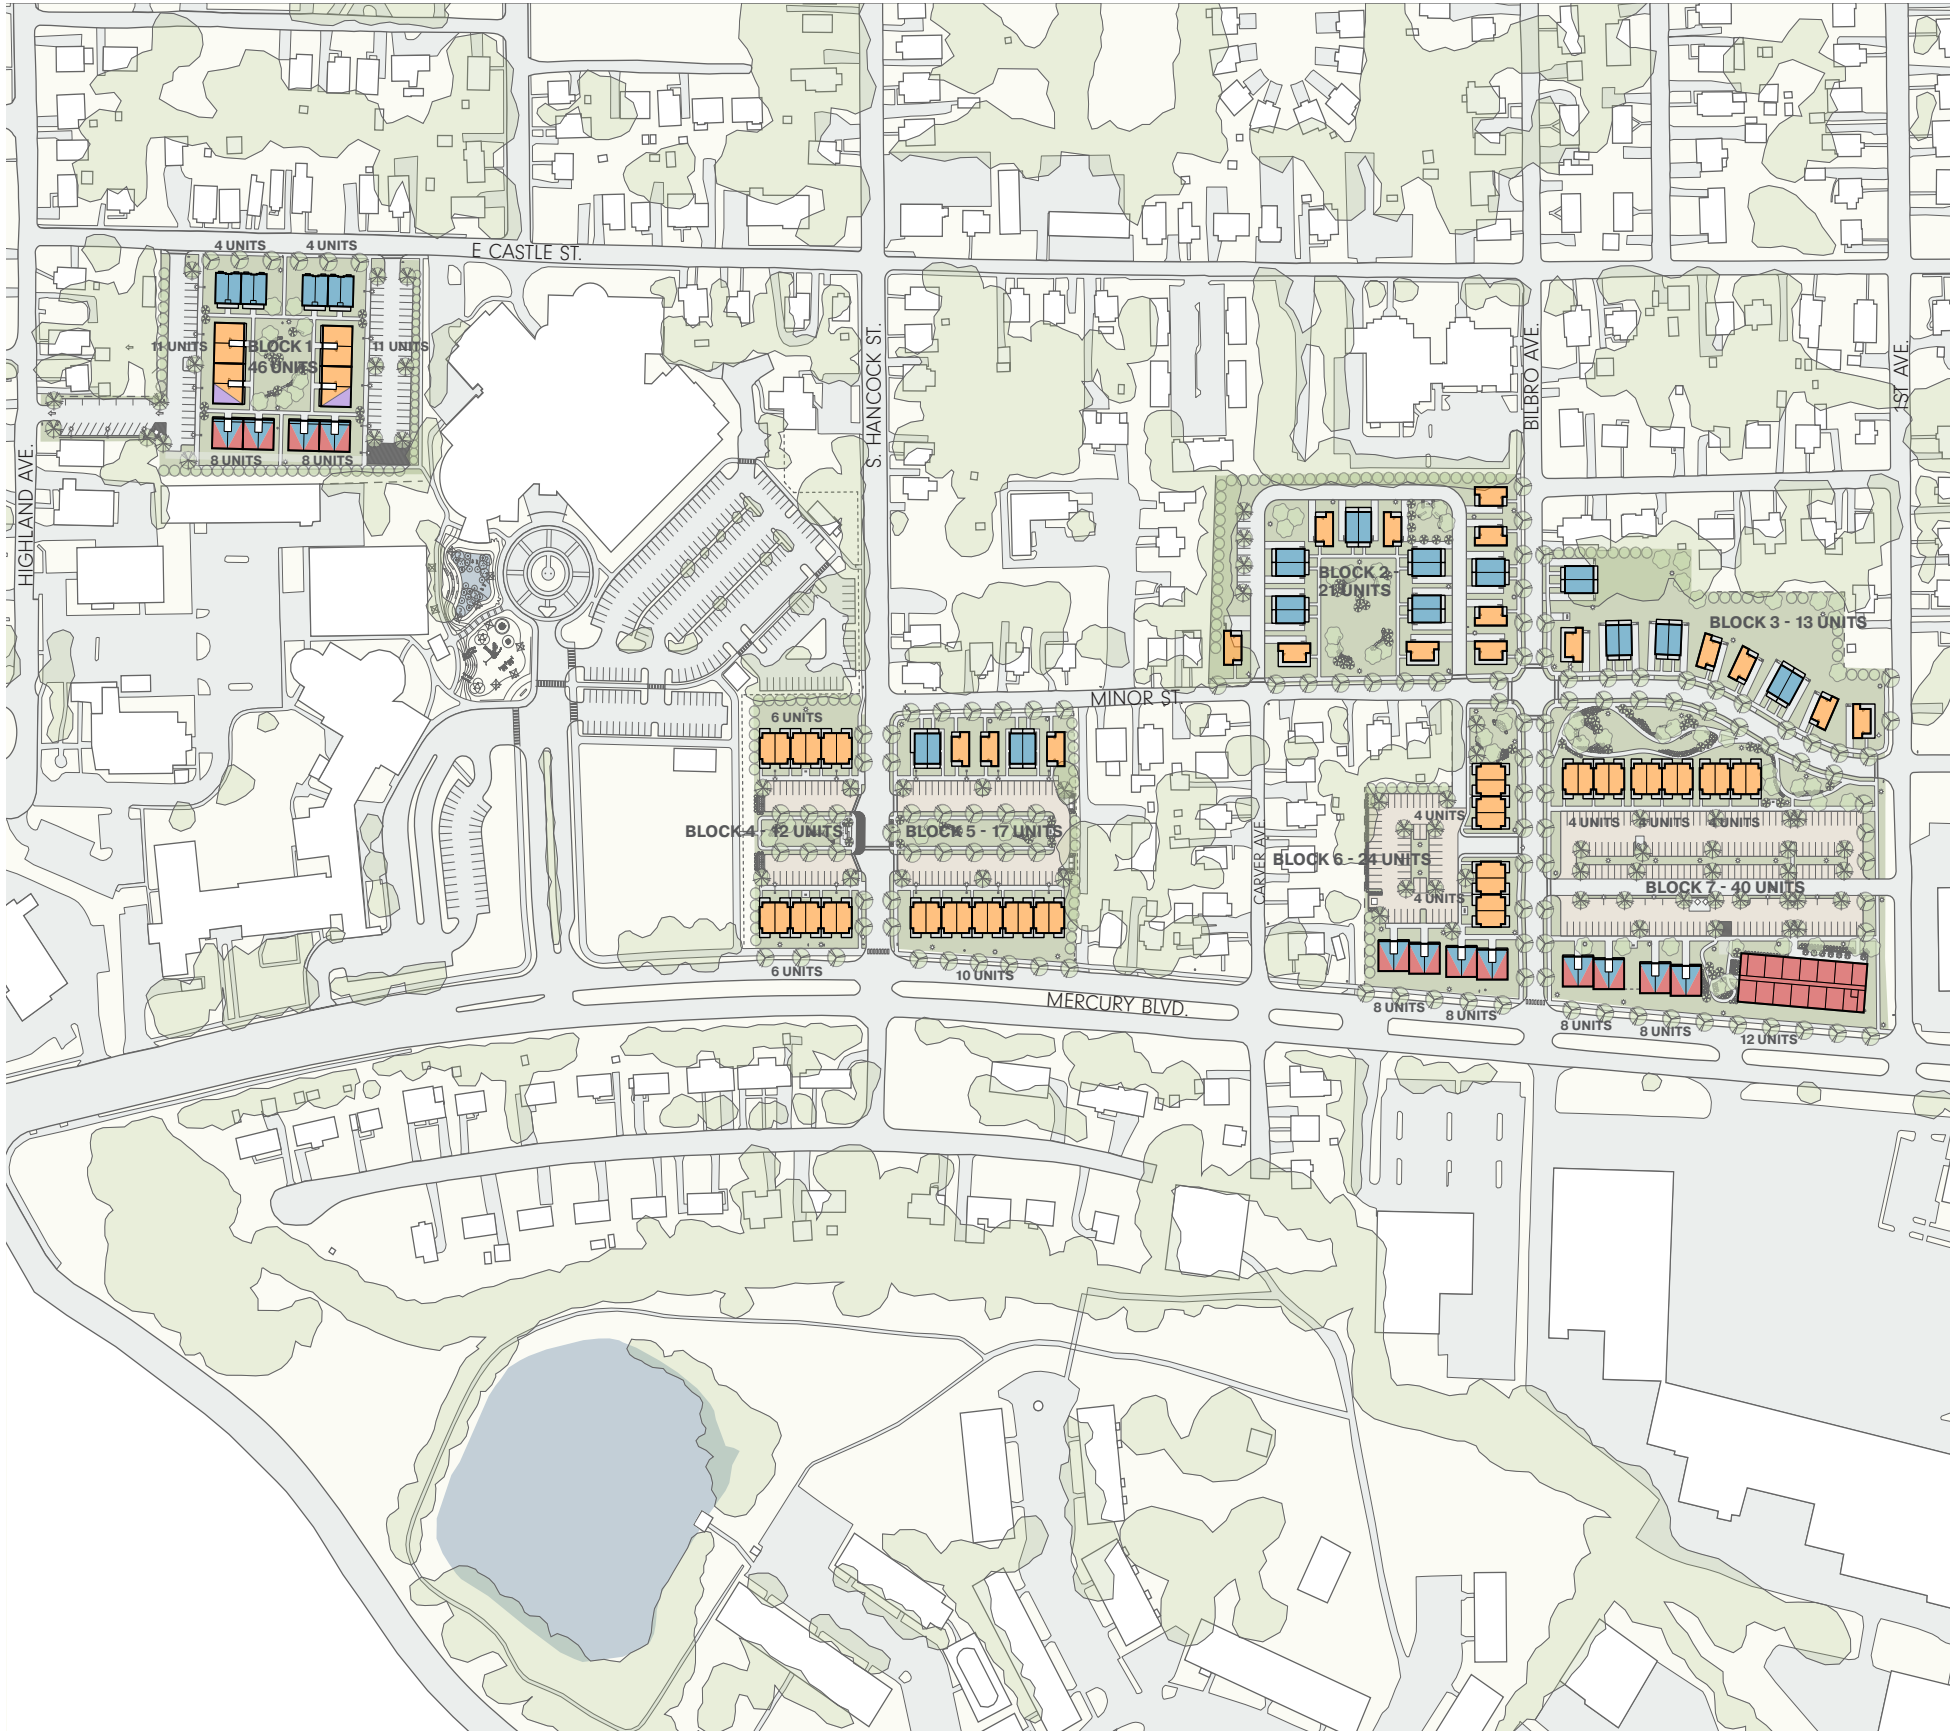 4 UNITS
4 UNITS
E CASTLE ST.
11 UNITS
BLOCK 1
46 UNITS
11 UNITS
8 UNITS
8 UNITS
HIGHLAND AVE.
S. HANCOCK ST.
BILBRO AVE.
1ST AVE.
BLOCK 2 -
21 UNITS
BLOCK 3 - 13 UNITS
MINOR ST.
6 UNITS
BLOCK 4 - 12 UNITS
BLOCK 5 - 17 UNITS
6 UNITS
10 UNITS
CARVER AVE.
4 UNITS
BLOCK 6 - 24 UNITS
4 UNITS
8 UNITS
8 UNITS
4 UNITS
4 UNITS
4 UNITS
BLOCK 7 - 40 UNITS
8 UNITS
8 UNITS
12 UNITS
MERCURY BLVD.